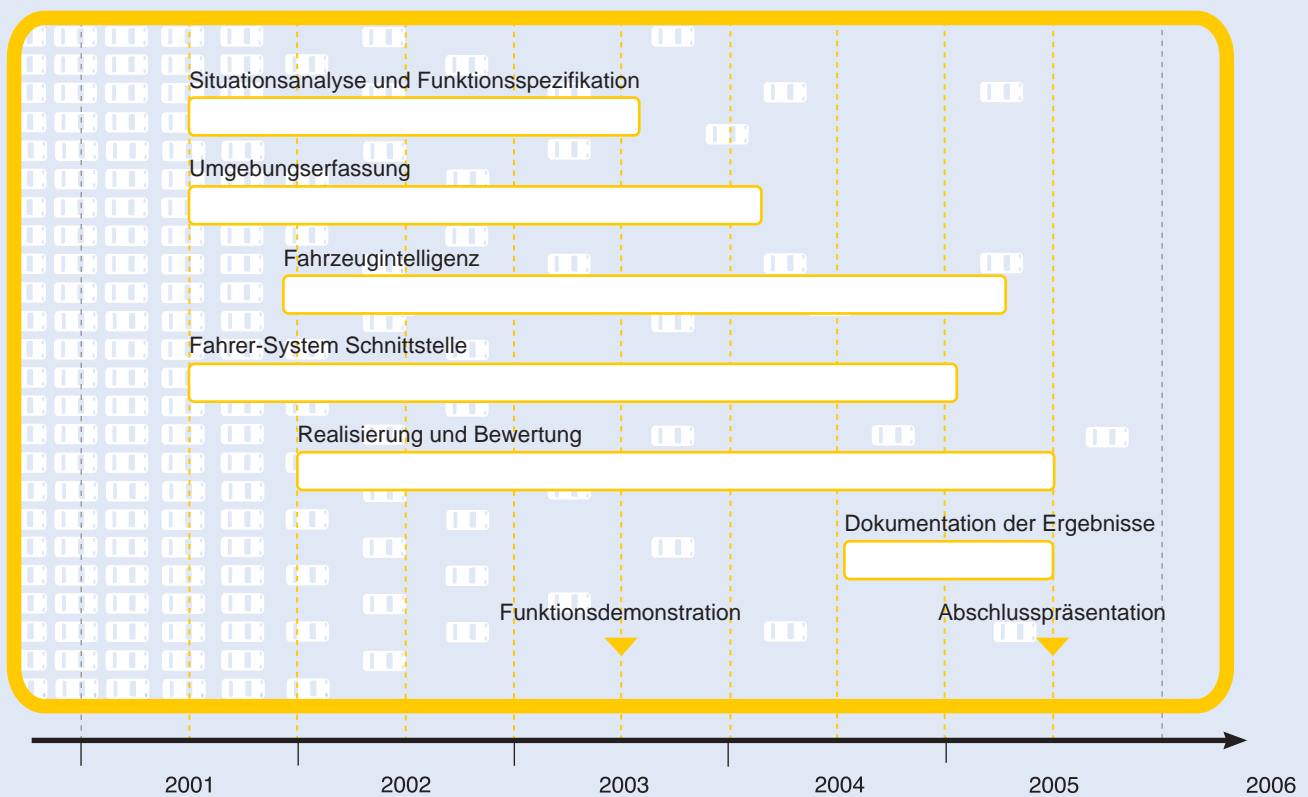 Situationsanalyse und Funktionsspezifikation
Umgebungserfassung
Fahrzeugintelligenz
Fahrer-System Schnittstelle
Realisierung und Bewertung
Dokumentation der Ergebnisse
Funktionsdemonstration Abschlusspräsentation
2001 2002 2003 2004 2005 2006